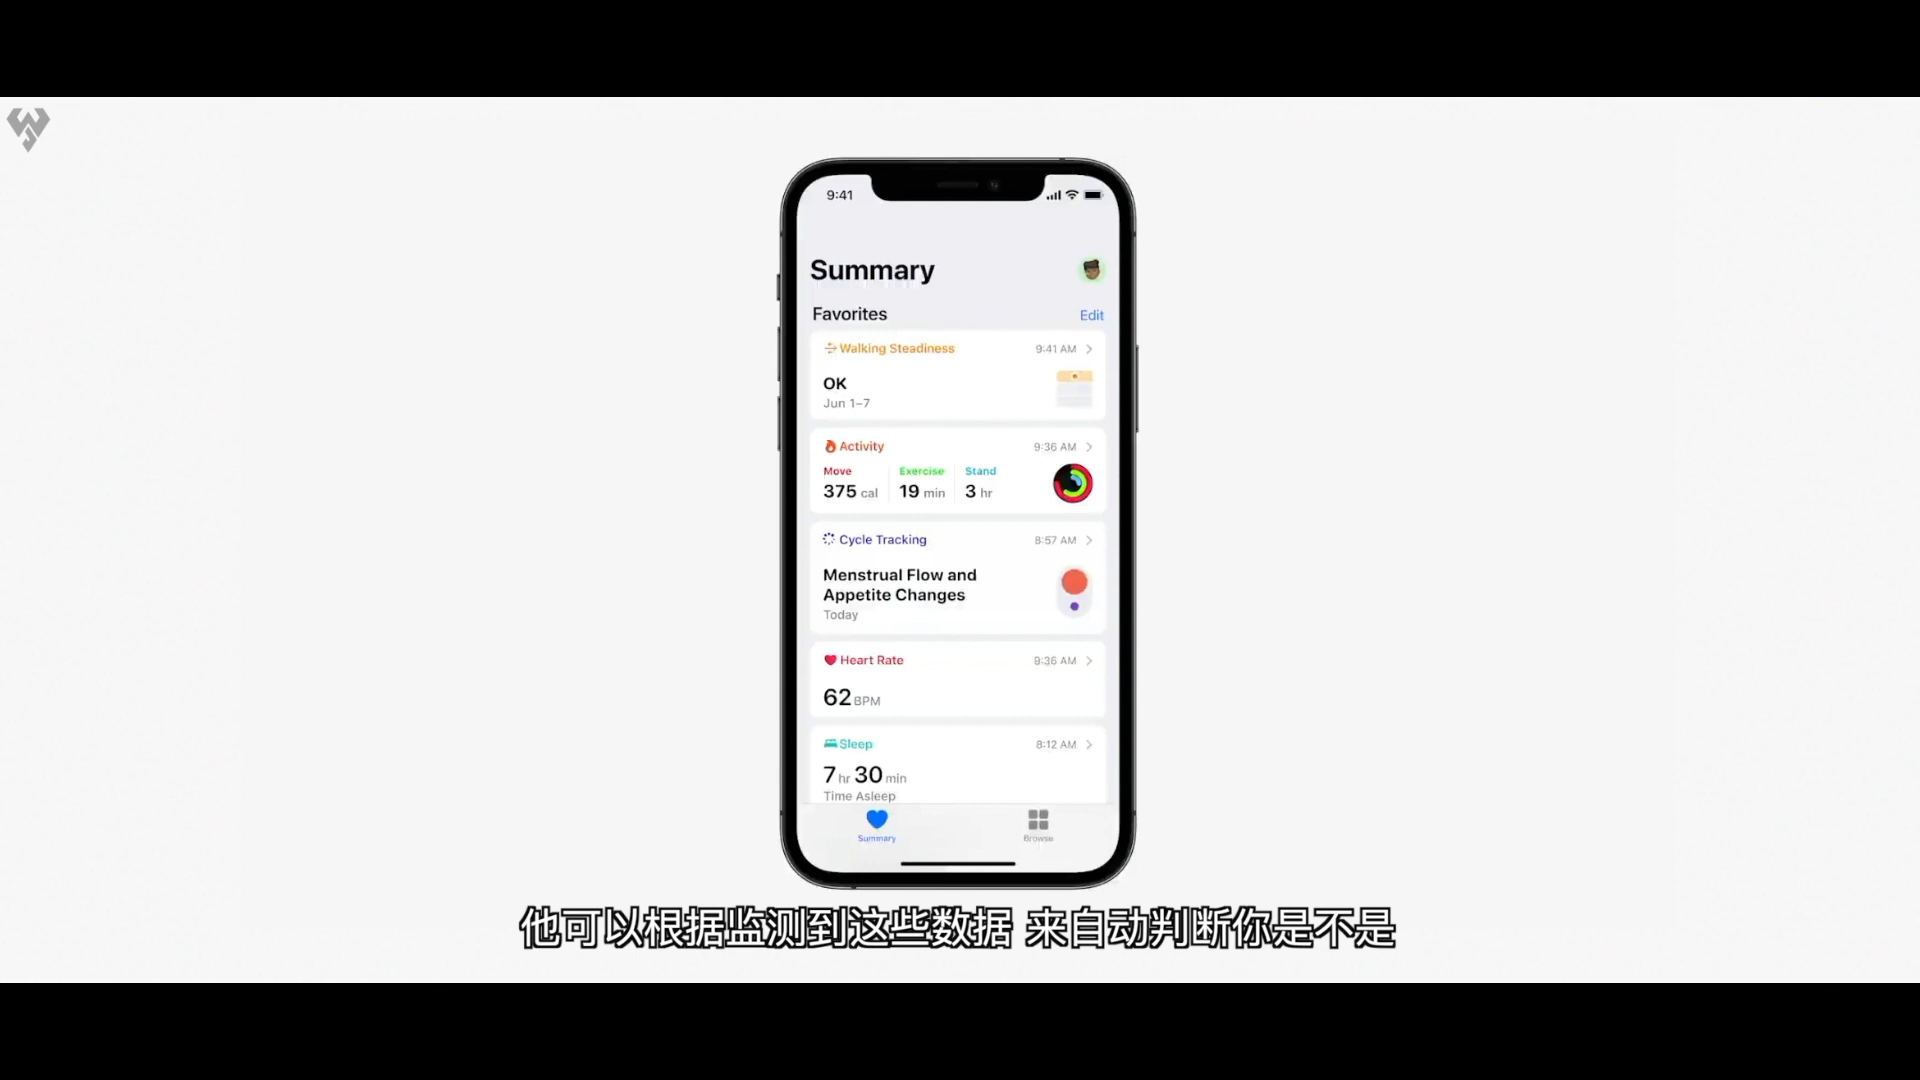 9:41
Summary
Favorites
Edit
Walking Steadiness
9:41 AM
OK
Jun 1–7
Activity
9:36 AM
Move
Exercise
Stand
375 cal
19 min
3 hr
Cycle Tracking
8:57 AM
Menstrual Flow and
Appetite Changes
Today
Heart Rate
9:36 AM
62 BPM
Sleep
8:12 AM
7 hr 30 min
Time Asleep
Summary
Browse
他可以根据监测到这些数据 来自动判断你是不是